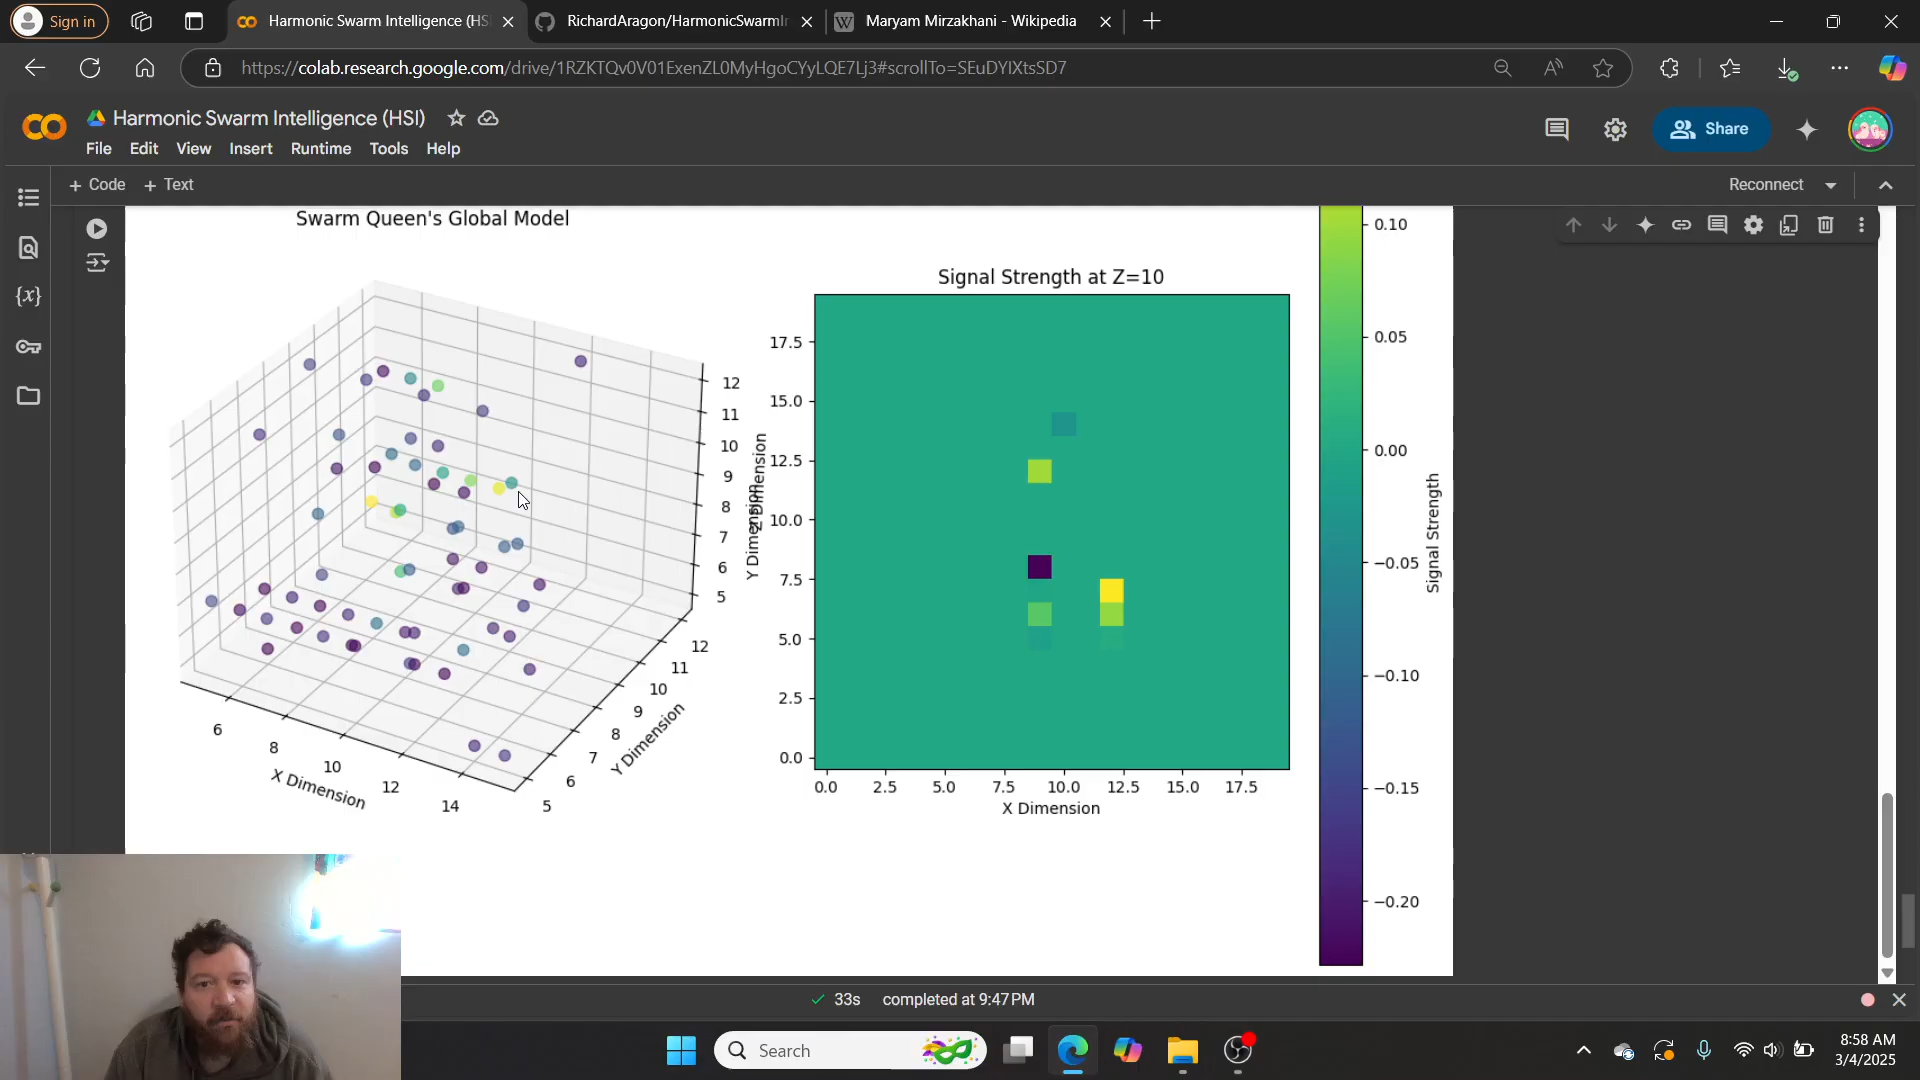 Sign in
Harmonic Swarm Intelligence (HSI
RichardAragon/HarmonicSwarmIn
Maryam Mirzakhani - Wikipedia
https://colab.research.google.com/drive/1RZKTQv0V01ExenZL0MyHgoCYyLQE7Lj3#scrollTo=SEuDYIXtsSD7
Harmonic Swarm Intelligence (HSI)
File Edit View Insert Runtime Tools Help
Share
+ Code + Text
Reconnect
Swarm Queen's Global Model
12
11
10
9
8
7
6
5
Z Dimension
12
11
10
9
8
7
6
5
Y Dimension
6
8
10
12
14
X Dimension
Signal Strength at Z=10
17.5
15.0
12.5
10.0
7.5
5.0
2.5
0.0
Y Dimension
0.0 2.5 5.0 7.5 10.0 12.5 15.0 17.5
X Dimension
0.10
0.05
0.00
−0.05
−0.10
−0.15
−0.20
Signal Strength
33s completed at 9:47 PM
Search
8:58 AM
3/4/2025